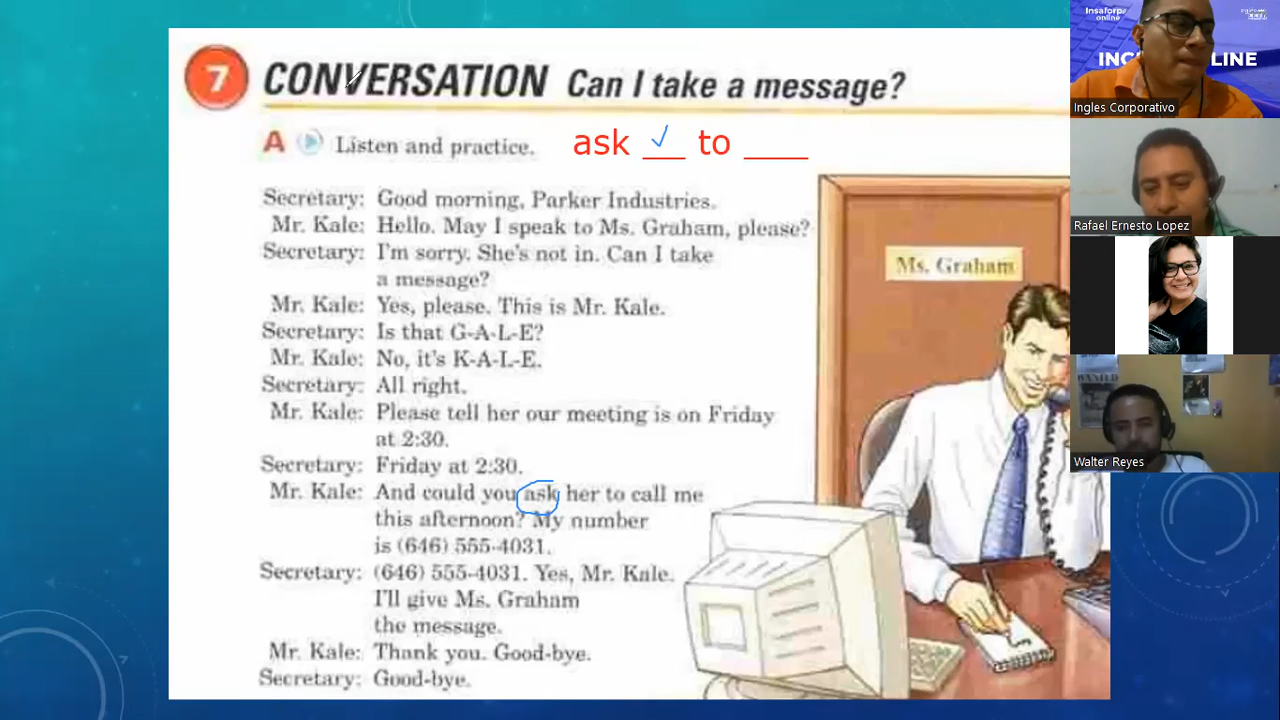 7 CONVERSATION Can I take a message?
A Listen and practice. ask ___ to ____
Secretary: Good morning, Parker Industries.
Mr. Kale: Hello. May I speak to Ms. Graham, please?
Secretary: I'm sorry. She's not in. Can I take
a message?
Mr. Kale: Yes, please. This is Mr. Kale.
Secretary: Is that G-A-L-E?
Mr. Kale: No, it's K-A-L-E.
Secretary: All right.
Mr. Kale: Please tell her our meeting is on Friday
at 2:30.
Secretary: Friday at 2:30.
Mr. Kale: And could you ask her to call me
this afternoon? My number
is (646) 555-4031.
Secretary: (646) 555-4031. Yes, Mr. Kale.
I'll give Ms. Graham
the message.
Mr. Kale: Thank you. Good-bye.
Secretary: Good-bye.
Ms. Graham
Insaforp
online
INC LINE
Ingles Corporativo
Rafael Ernesto Lopez
WANTED
Walter Reyes